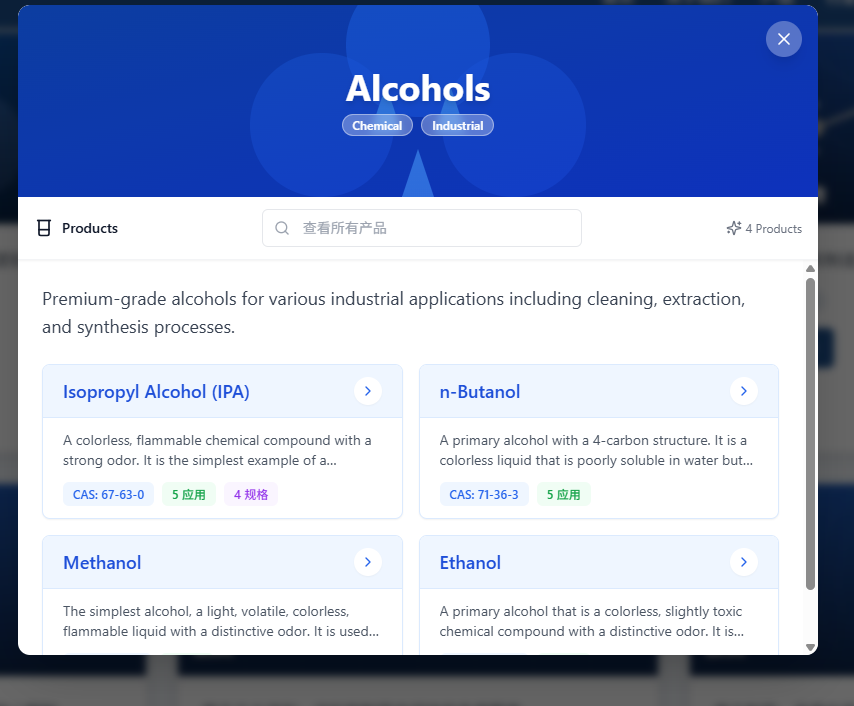 Alcohols
Chemical
Industrial
Products
查看所有产品
4 Products
Premium-grade alcohols for various industrial applications including cleaning, extraction,
and synthesis processes.
Isopropyl Alcohol (IPA)
A colorless, flammable chemical compound with a
strong odor. It is the simplest example of a...
CAS: 67-63-0
5 应用
4 规格
n-Butanol
A primary alcohol with a 4-carbon structure. It is a
colorless liquid that is poorly soluble in water but...
CAS: 71-36-3
5 应用
Methanol
The simplest alcohol, a light, volatile, colorless,
flammable liquid with a distinctive odor. It is used...
Ethanol
A primary alcohol that is a colorless, slightly toxic
chemical compound with a distinctive odor. It is...